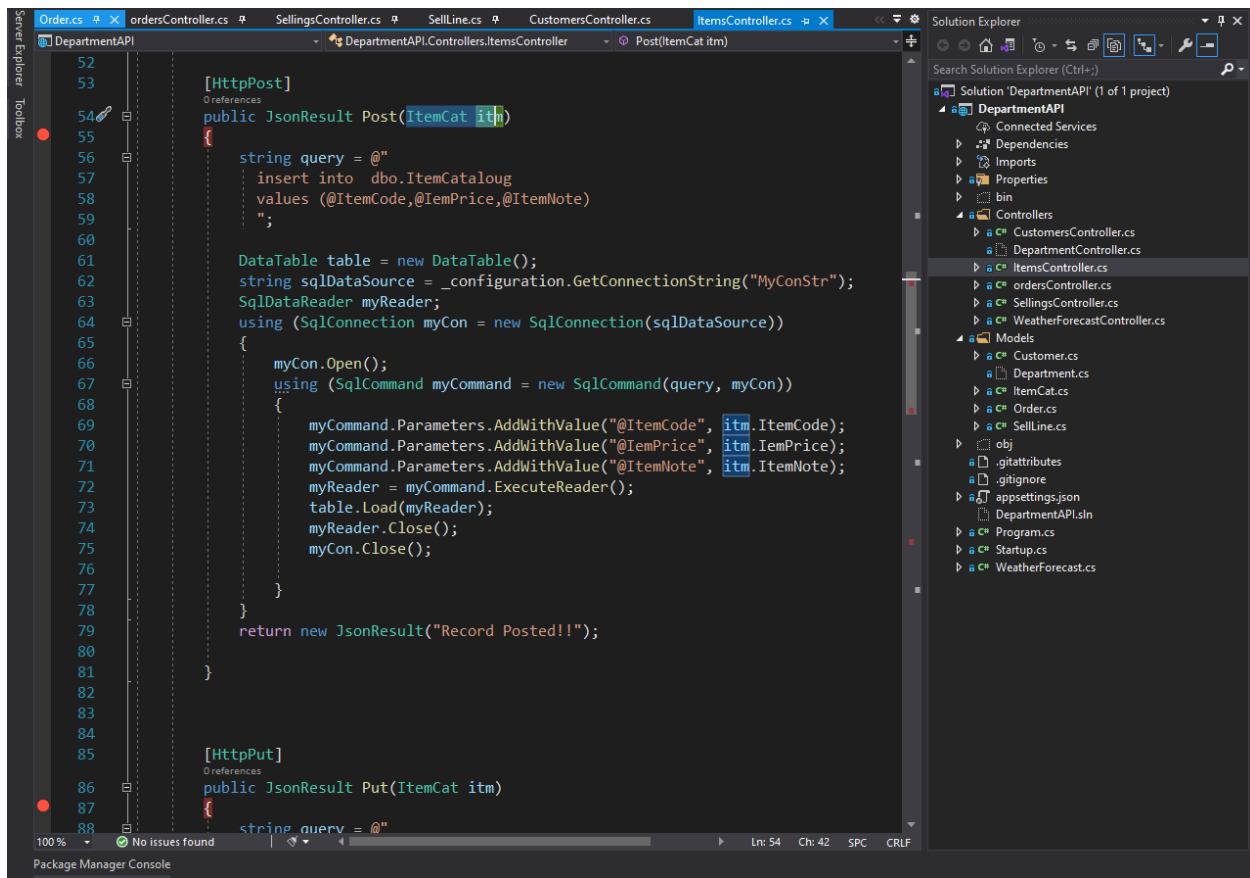 Order.cs
ordersController.cs
SellingsController.cs
SellLine.cs
CustomersController.cs
ItemsController.cs
Server Explorer
Toolbox
DepartmentAPI
DepartmentAPI.Controllers.ItemsController
Post(ItemCat itm)
52
53 [HttpPost]
0 references
54 public JsonResult Post(ItemCat itm)
55 {
56 string query = @"
57 insert into dbo.ItemCataloug
58 values (@ItemCode,@IemPrice,@ItemNote)
59 ";
60
61 DataTable table = new DataTable();
62 string sqlDataSource = _configuration.GetConnectionString("MyConStr");
63 SqlDataReader myReader;
64 using (SqlConnection myCon = new SqlConnection(sqlDataSource))
65 {
66 myCon.Open();
67 using (SqlCommand myCommand = new SqlCommand(query, myCon))
68 {
69 myCommand.Parameters.AddWithValue("@ItemCode", itm.ItemCode);
70 myCommand.Parameters.AddWithValue("@IemPrice", itm.IemPrice);
71 myCommand.Parameters.AddWithValue("@ItemNote", itm.ItemNote);
72 myReader = myCommand.ExecuteReader();
73 table.Load(myReader);
74 myReader.Close();
75 myCon.Close();
76
77 }
78 }
79 return new JsonResult("Record Posted!!");
80
81 }
82
83
84
85 [HttpPut]
0 references
86 public JsonResult Put(ItemCat itm)
87 {
88 string query = @"
100 %
No issues found
Ln: 54 Ch: 42 SPC CRLF
Package Manager Console
Solution Explorer
Search Solution Explorer (Ctrl+;)
Solution 'DepartmentAPI' (1 of 1 project)
DepartmentAPI
Connected Services
Dependencies
Imports
Properties
bin
Controllers
C# CustomersController.cs
DepartmentController.cs
C# ItemsController.cs
C# ordersController.cs
C# SellingsController.cs
C# WeatherForecastController.cs
Models
C# Customer.cs
Department.cs
C# ItemCat.cs
C# Order.cs
C# SellLine.cs
obj
.gitattributes
.gitignore
appsettings.json
DepartmentAPI.sln
C# Program.cs
C# Startup.cs
C# WeatherForecast.cs